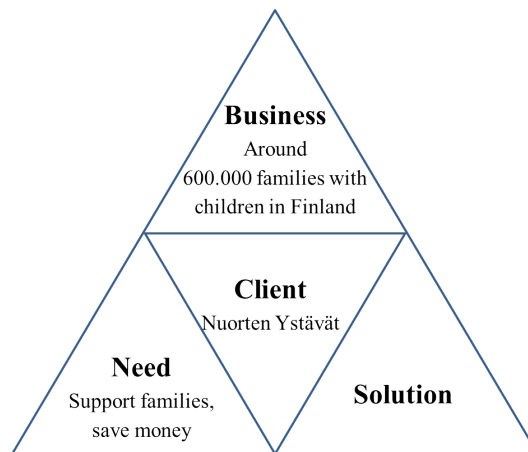 Business
Around
600.000 families with
children in Finland
Client
Nuorten Ystävät
Need
Support families,
save money
Solution